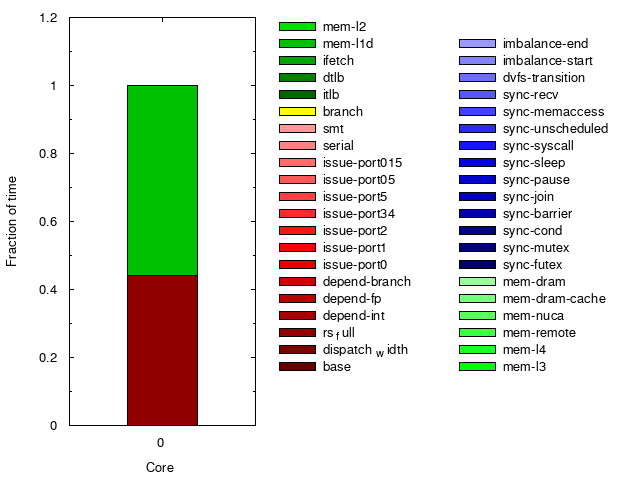 1.2
1
0.8
0.6
0.4
0.2
0
Fraction of time
0
Core
mem-l2
mem-l1d
ifetch
dtlb
itlb
branch
smt
serial
issue-port015
issue-port05
issue-port5
issue-port34
issue-port2
issue-port1
issue-port0
depend-branch
depend-fp
depend-int
rsfull
dispatchwidth
base
imbalance-end
imbalance-start
dvfs-transition
sync-recv
sync-memaccess
sync-unscheduled
sync-syscall
sync-sleep
sync-pause
sync-join
sync-barrier
sync-cond
sync-mutex
sync-futex
mem-dram
mem-dram-cache
mem-nuca
mem-remote
mem-l4
mem-l3